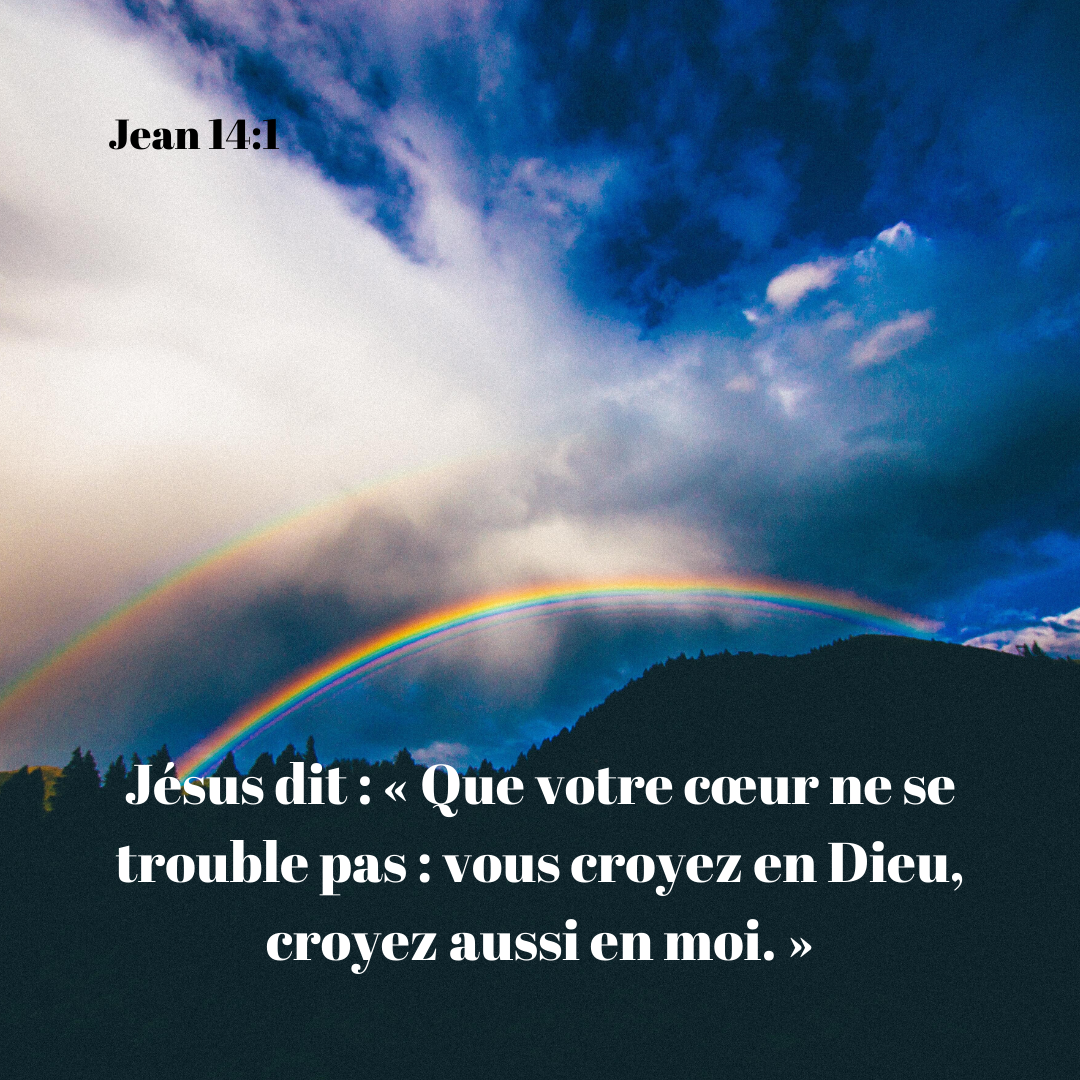 Jean 14:1
Jésus dit : « Que votre cœur ne se
trouble pas : vous croyez en Dieu,
croyez aussi en moi. »